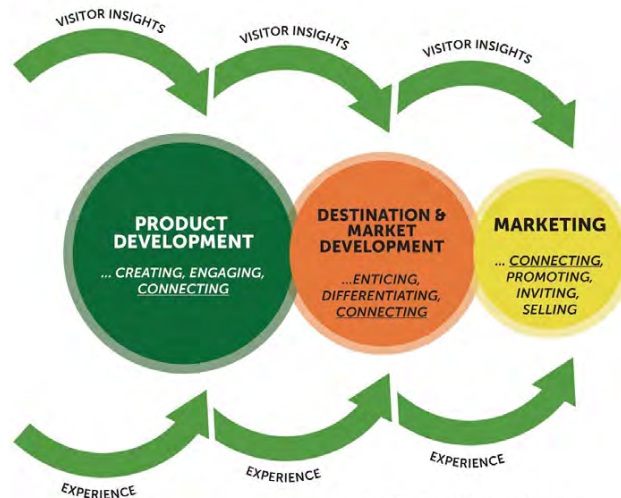 VISITOR INSIGHTS
VISITOR INSIGHTS
VISITOR INSIGHTS
PRODUCT
DEVELOPMENT
... CREATING, ENGAGING,
CONNECTING
DESTINATION &
MARKET
DEVELOPMENT
...ENTICING,
DIFFERENTIATING,
CONNECTING
MARKETING
... CONNECTING,
PROMOTING,
INVITING,
SELLING
EXPERIENCE
EXPERIENCE
EXPERIENCE